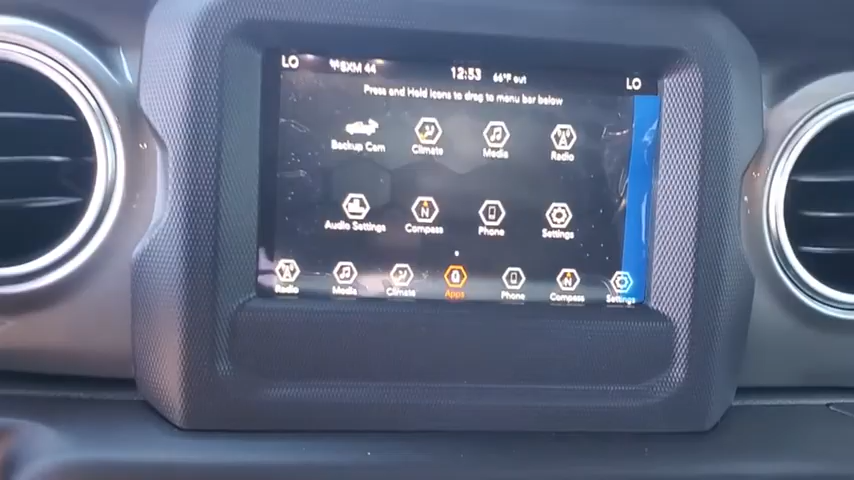 LO SXM 44 12:53 66°F out LO
Press and Hold icons to drag to menu bar below
Backup Cam Climate Media Radio
Audio Settings Compass Phone Settings
Radio Media Climate Apps Phone Compass Settings